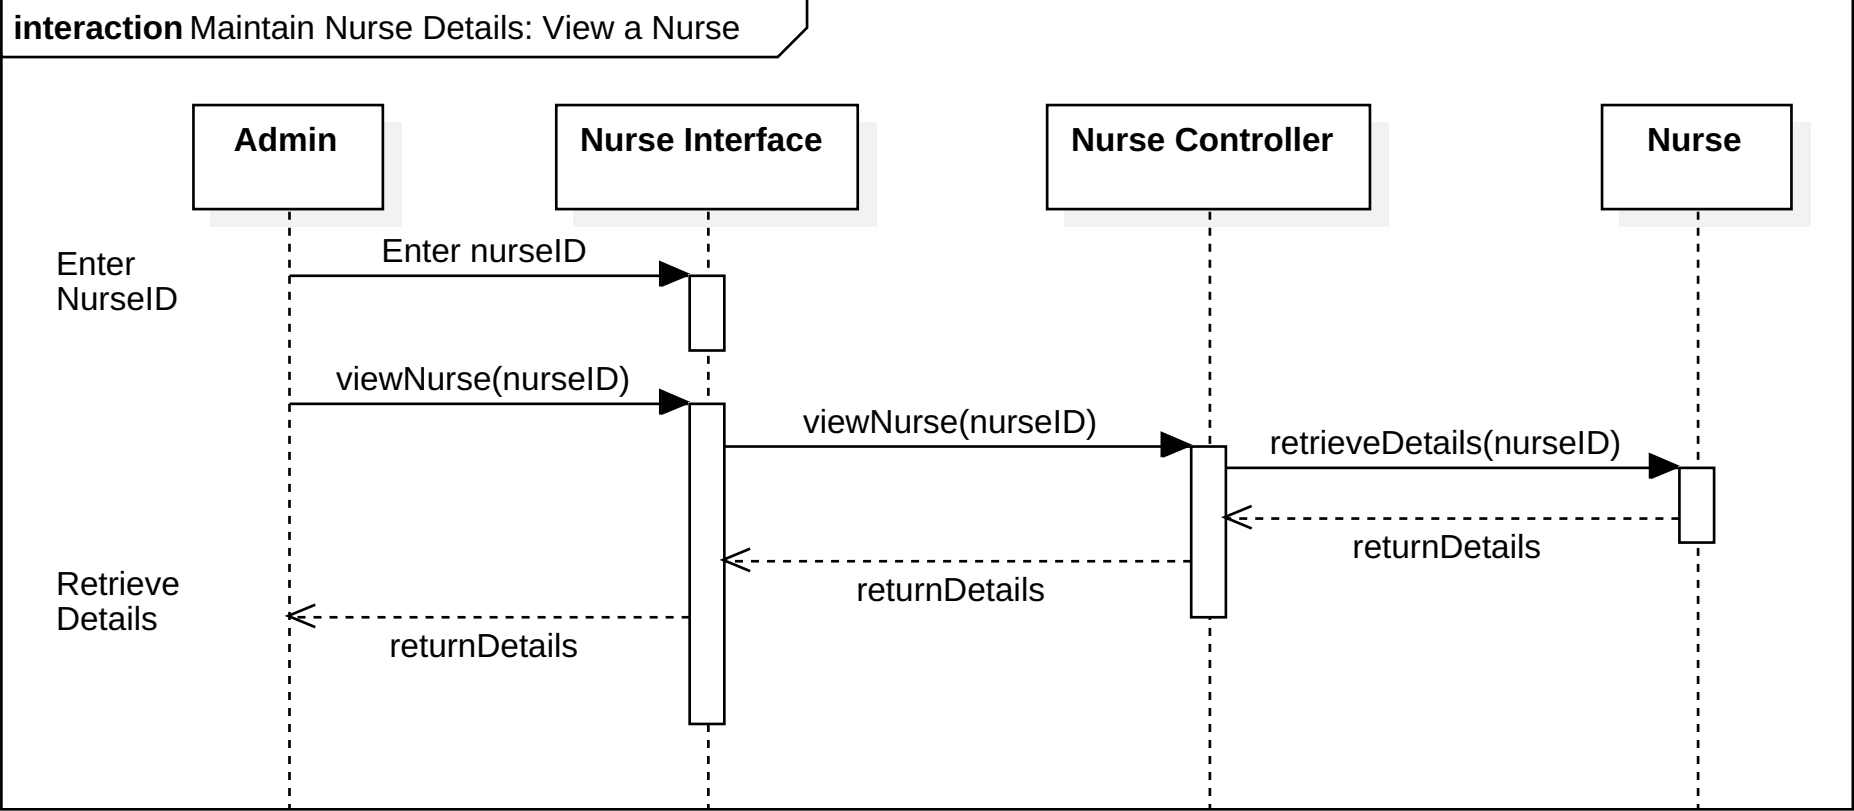 interaction Maintain Nurse Details: View a Nurse
Admin
Nurse Interface
Nurse Controller
Nurse
Enter
NurseID
Enter nurseID
viewNurse(nurseID)
viewNurse(nurseID)
retrieveDetails(nurseID)
returnDetails
returnDetails
Retrieve
Details
returnDetails